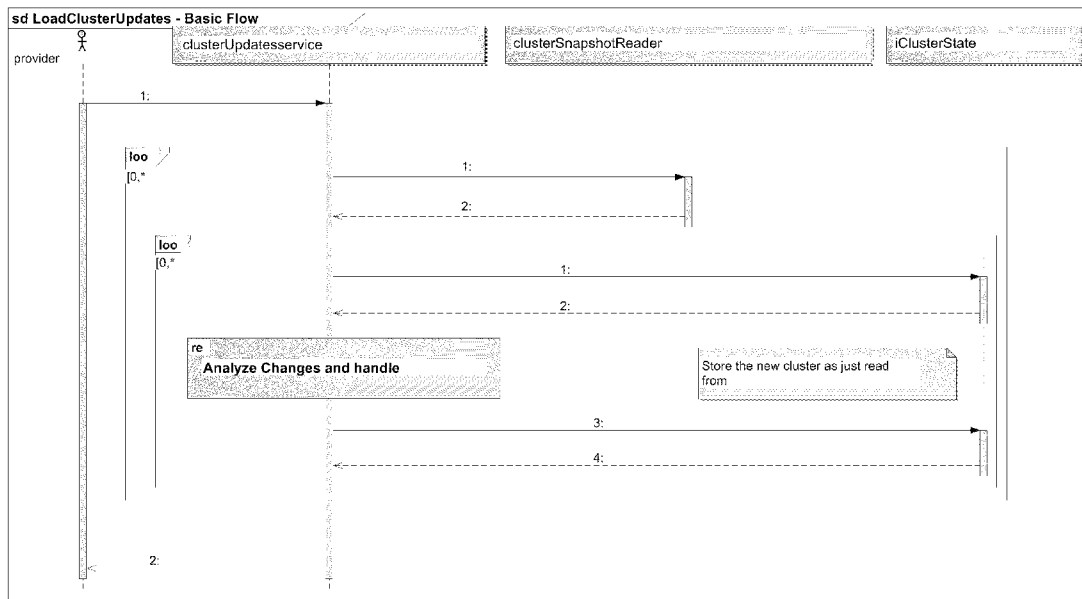 sd LoadClusterUpdates - Basic Flow
provider
clusterUpdatesservice
clusterSnapshotReader
iClusterState
1:
loo
[0,*
1:
2:
loo
[0,*
1:
2:
re
Analyze Changes and handle
Store the new cluster as just read
from
3:
4:
2: